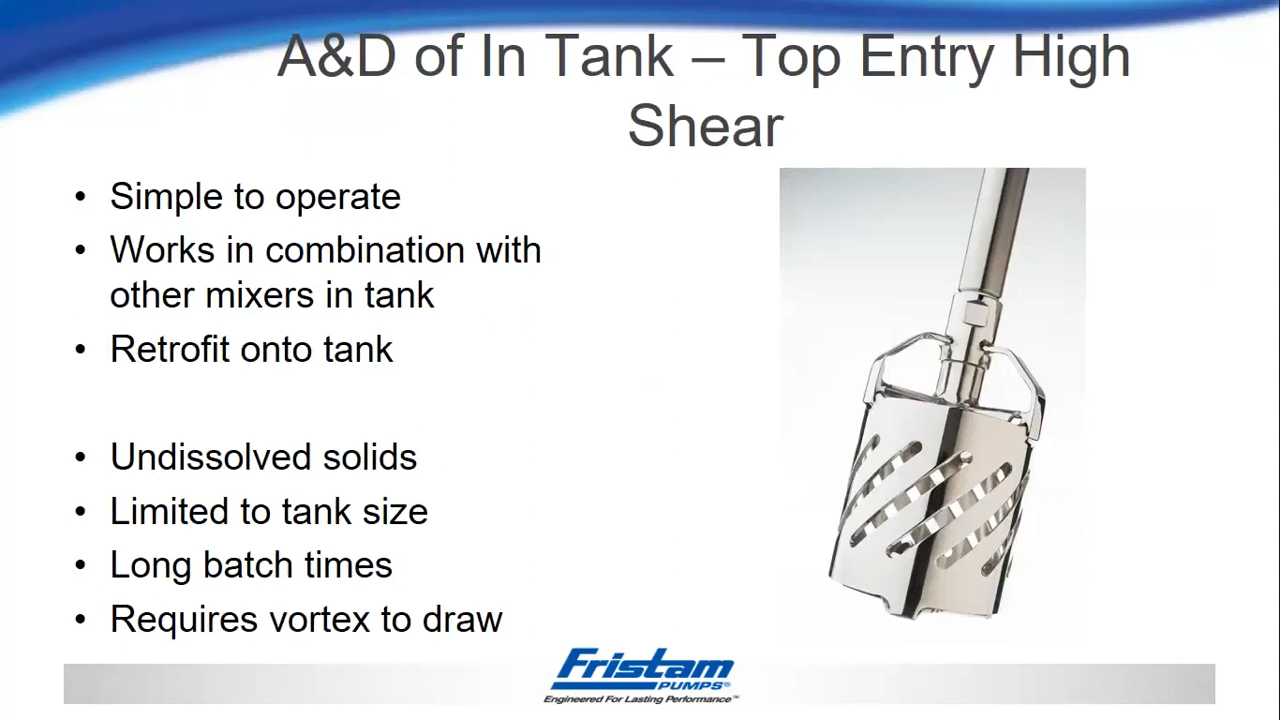 A&D of In Tank – Top Entry High
Shear
• Simple to operate
• Works in combination with
other mixers in tank
• Retrofit onto tank
• Undissolved solids
• Limited to tank size
• Long batch times
• Requires vortex to draw
Fristam
PUMPS®
Engineered For Lasting Performance™